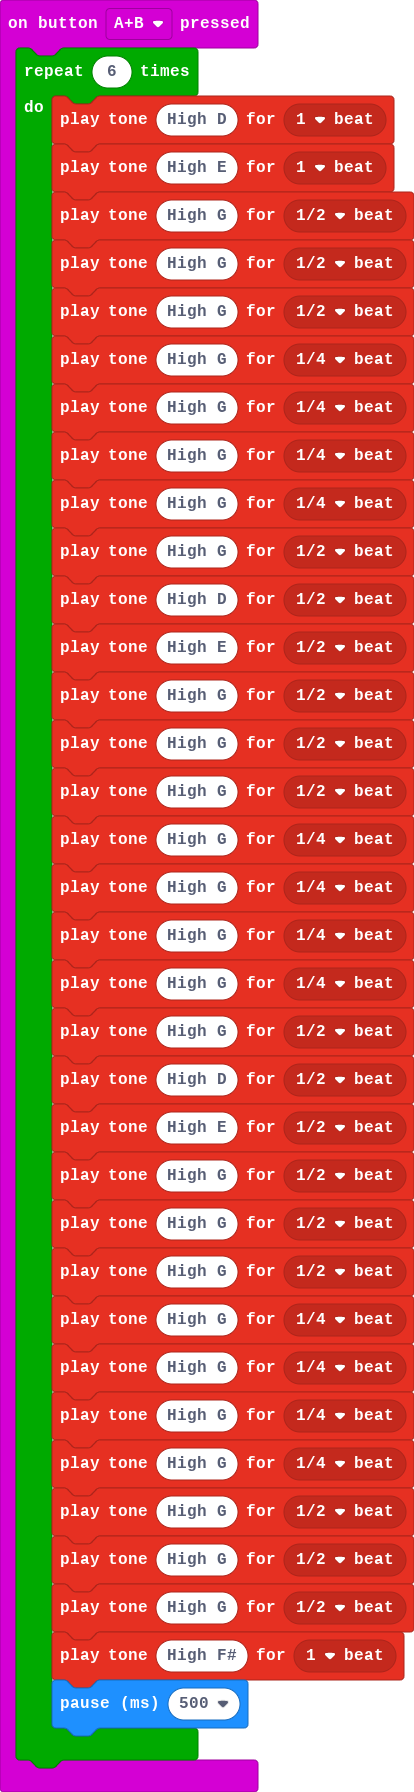 on button A+B pressed
repeat 6 times
do
play tone High D for 1 beat
play tone High E for 1 beat
play tone High G for 1/2 beat
play tone High G for 1/2 beat
play tone High G for 1/2 beat
play tone High G for 1/4 beat
play tone High G for 1/4 beat
play tone High G for 1/4 beat
play tone High G for 1/4 beat
play tone High G for 1/2 beat
play tone High D for 1/2 beat
play tone High E for 1/2 beat
play tone High G for 1/2 beat
play tone High G for 1/2 beat
play tone High G for 1/2 beat
play tone High G for 1/4 beat
play tone High G for 1/4 beat
play tone High G for 1/4 beat
play tone High G for 1/4 beat
play tone High G for 1/2 beat
play tone High D for 1/2 beat
play tone High E for 1/2 beat
play tone High G for 1/2 beat
play tone High G for 1/2 beat
play tone High G for 1/2 beat
play tone High G for 1/4 beat
play tone High G for 1/4 beat
play tone High G for 1/4 beat
play tone High G for 1/4 beat
play tone High G for 1/2 beat
play tone High G for 1/2 beat
play tone High G for 1/2 beat
play tone High F# for 1 beat
pause (ms) 500